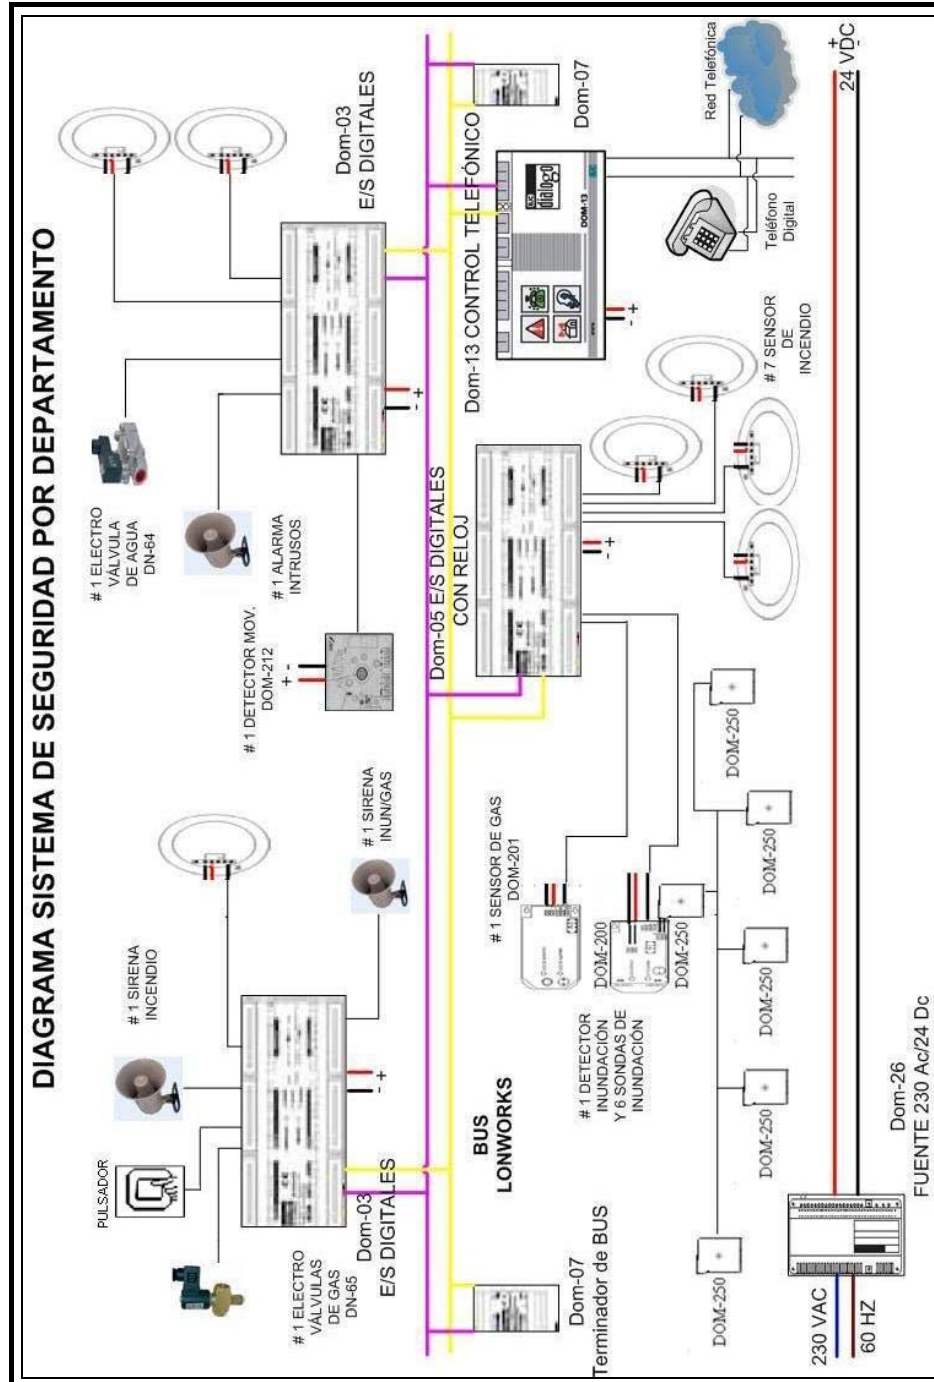 DIAGRAMA SISTEMA DE SEGURIDAD POR DEPARTAMENTO
PULSADOR
# 1 SIRENA
INCENDIO
# 1 SIRENA
INUN/GAS
# 1 ELECTRO
VÁLVULAS
DE GAS
DN-65
- +
Dom-03
E/S DIGITALES
# 1 ELECTRO
VÁLVULA
DE AGUA
DN-64
# 1 ALARMA
INTRUSOS
# 1 DETECTOR MOV.
DOM-212
+ -
- +
Dom-03
E/S DIGITALES
BUS
LONWORKS
Dom-07
Terminador de BUS
Dom-05 E/S DIGITALES
CON RELOJ
- +
Dom-13 CONTROL TELEFÓNICO
dialogo
DOM-13
- +
Dom-07
# 1 SENSOR DE GAS
DOM-201
# 1 DETECTOR
INUNDACIÓN
Y 6 SONDAS DE
INUNDACIÓN
DOM-200
DOM-250
DOM-250
DOM-250
DOM-250
DOM-250
DOM-250
DOM-250
# 7 SENSOR
DE
INCENDIO
Teléfono
Digital
Red Telefónica
230 VAC
60 HZ
Dom-26
FUENTE 230 Ac/24 Dc
+
-
24 VDC